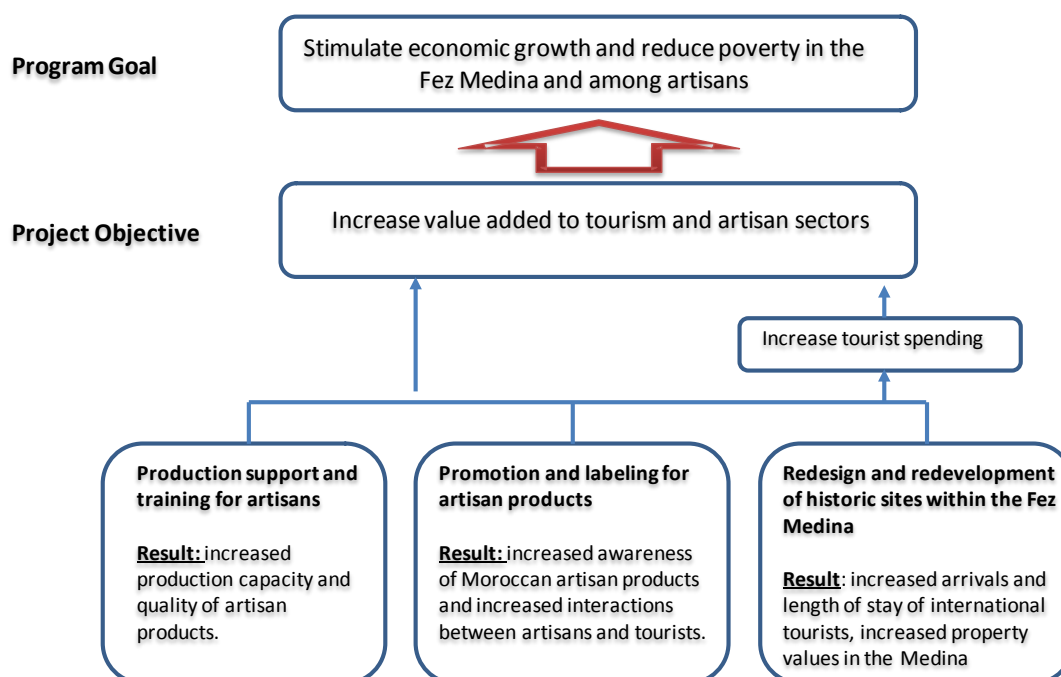 Program Goal
Stimulate economic growth and reduce poverty in the
Fez Medina and among artisans
Project Objective
Increase value added to tourism and artisan sectors
Increase tourist spending
Production support and
training for artisans
Result: increased
production capacity and
quality of artisan
products.
Promotion and labeling for
artisan products
Result: increased awareness
of Moroccan artisan products
and increased interactions
between artisans and tourists.
Redesign and redevelopment
of historic sites within the Fez
Medina
Result: increased arrivals and
length of stay of international
tourists, increased property
values in the Medina